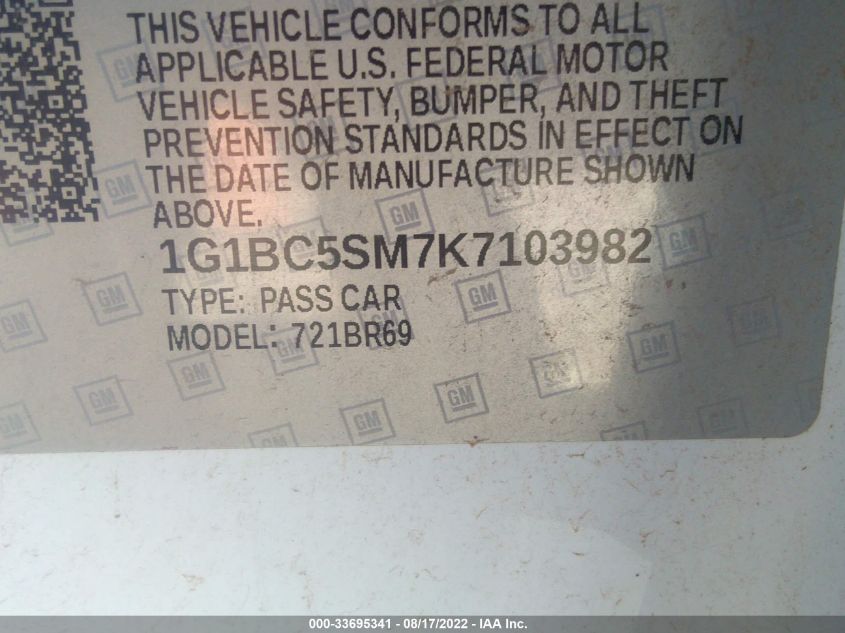 THIS VEHICLE CONFORMS TO ALL
APPLICABLE U.S. FEDERAL MOTOR
VEHICLE SAFETY, BUMPER, AND THEFT
PREVENTION STANDARDS IN EFFECT ON
THE DATE OF MANUFACTURE SHOWN
ABOVE.
1G1BC5SM7K7103982
TYPE: PASS CAR
MODEL: 721BR69
GM
000-33695341 - 08/17/2022 - IAA Inc.